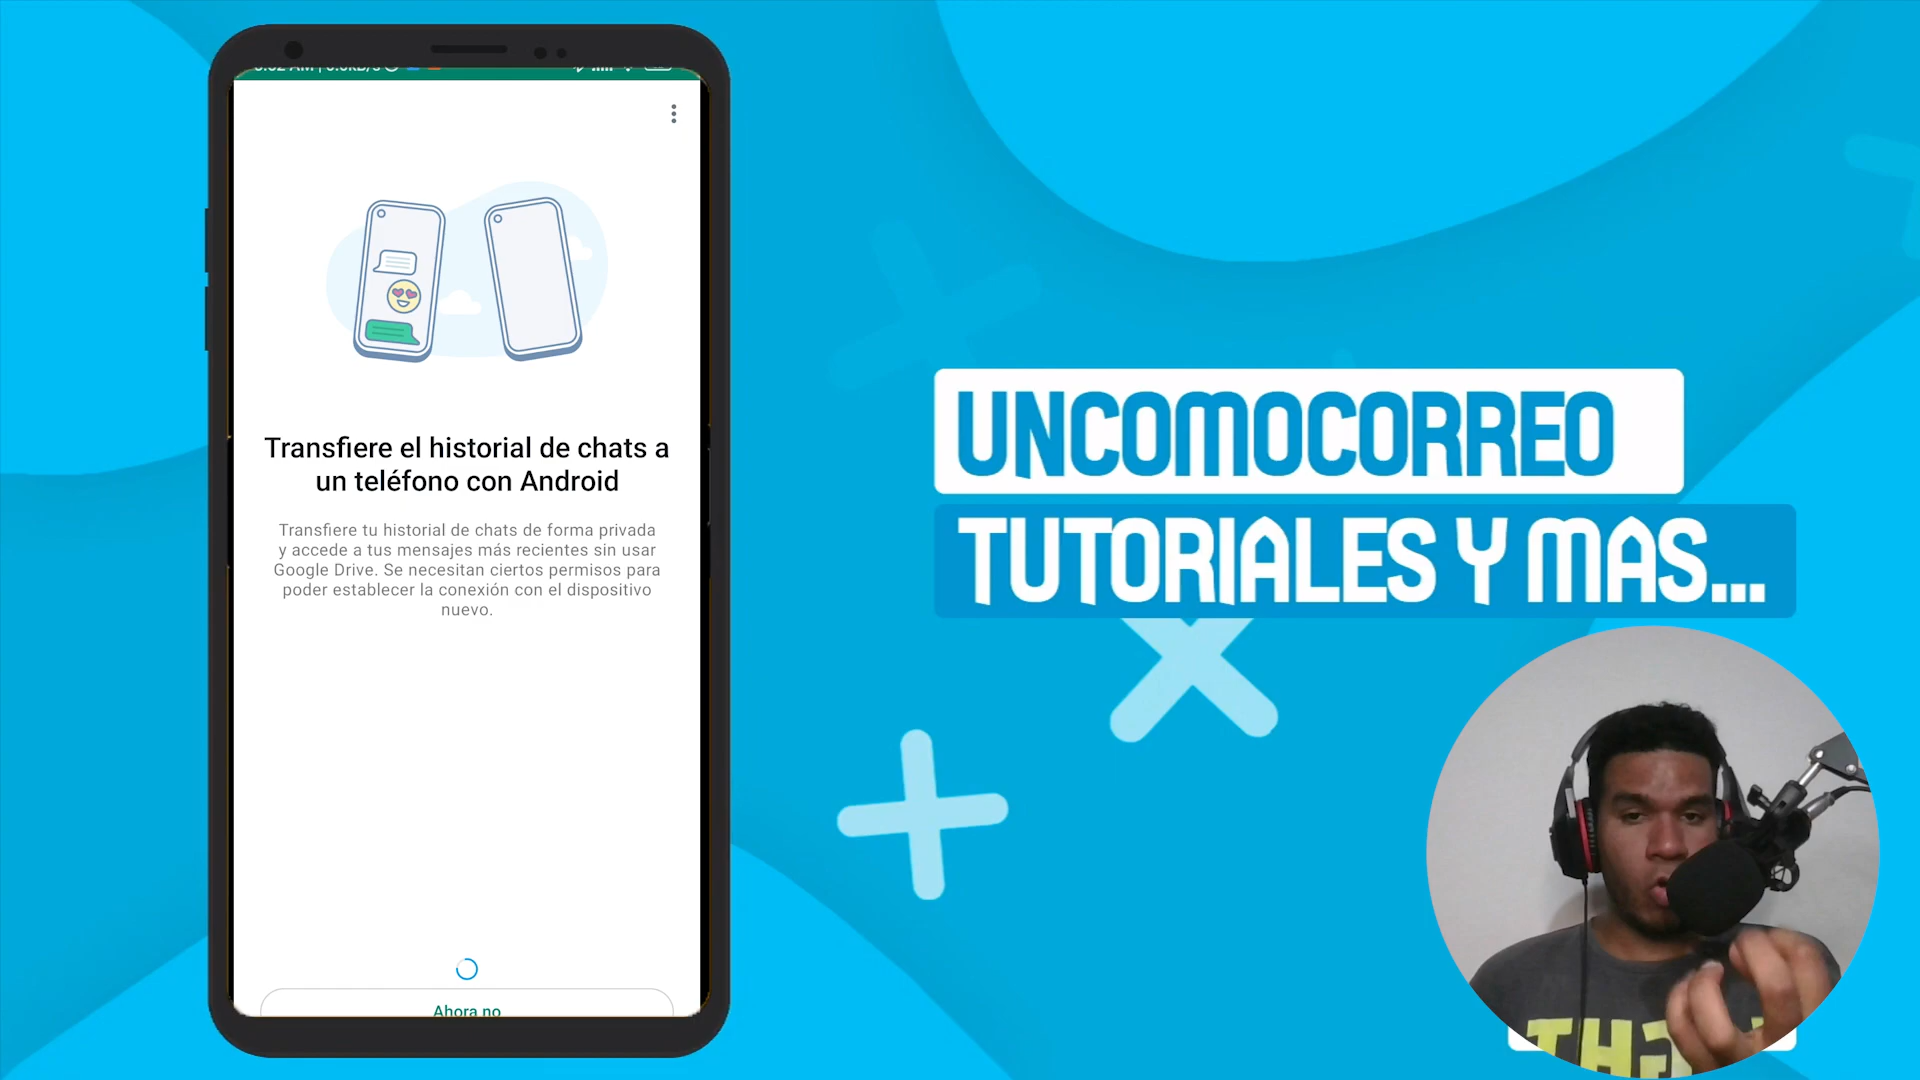 Transfiere el historial de chats a
un teléfono con Android
Transfiere tu historial de chats de forma privada
y accede a tus mensajes más recientes sin usar
Google Drive. Se necesitan ciertos permisos para
poder establecer la conexión con el dispositivo
nuevo.
Ahora no
UNCOMOCORREO
TUTORIALES Y MAS...